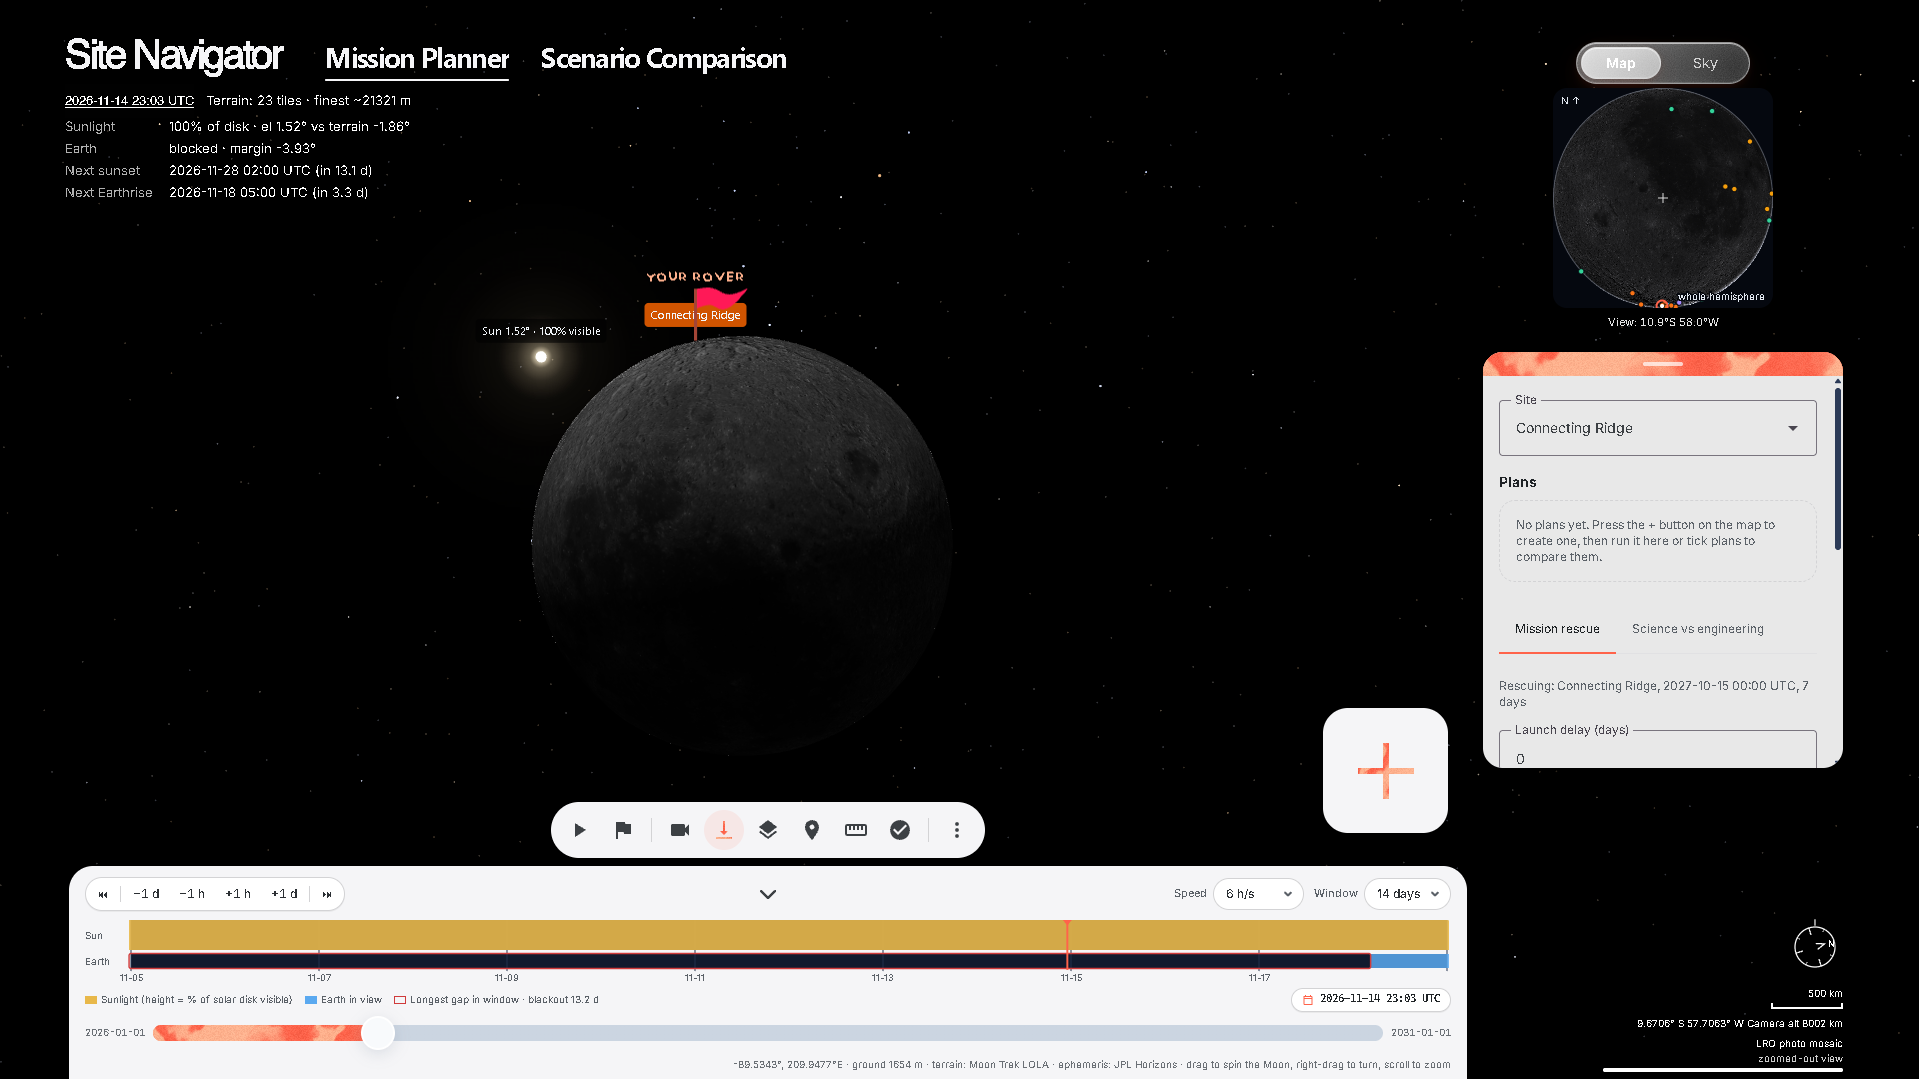 Site Navigator
Mission Planner
Scenario Comparison
2026-11-14 23:03 UTC Terrain: 23 tiles · finest ~21321 m
Sunlight 100% of disk · el 1.52° vs terrain -1.86°
Earth blocked · margin -3.93°
Next sunset 2026-11-28 02:00 UTC (in 13.1 d)
Next Earthrise 2026-11-18 05:00 UTC (in 3.3 d)
Map Sky
N ↑
whole hemisphere
View: 10.9°S 58.0°W
YOUR ROVER
Connecting Ridge
Sun 1.52° · 100% visible
Site
Connecting Ridge
Plans
No plans yet. Press the + button on the map to
create one, then run it here or tick plans to
compare them.
Mission rescue Science vs engineering
Rescuing: Connecting Ridge, 2027-10-15 00:00 UTC, 7
days
Launch delay (days)
0
−1 d −1 h +1 h +1 d
Speed 6 h/s Window 14 days
Sun
Earth
11-05 11-07 11-09 11-11 11-13 11-15 11-17
Sunlight (height = % of solar disk visible) Earth in view Longest gap in window · blackout 13.2 d
2026-11-14 23:03 UTC
2026-01-01 2031-01-01
-89.5343°, 209.9477°E · ground 1654 m · terrain: Moon Trek LOLA · ephemeris: JPL Horizons · drag to spin the Moon, right-drag to turn, scroll to zoom
N
500 km
9.6706° S 57.7063° W Camera alt 8002 km
LRO photo mosaic
zoomed-out view